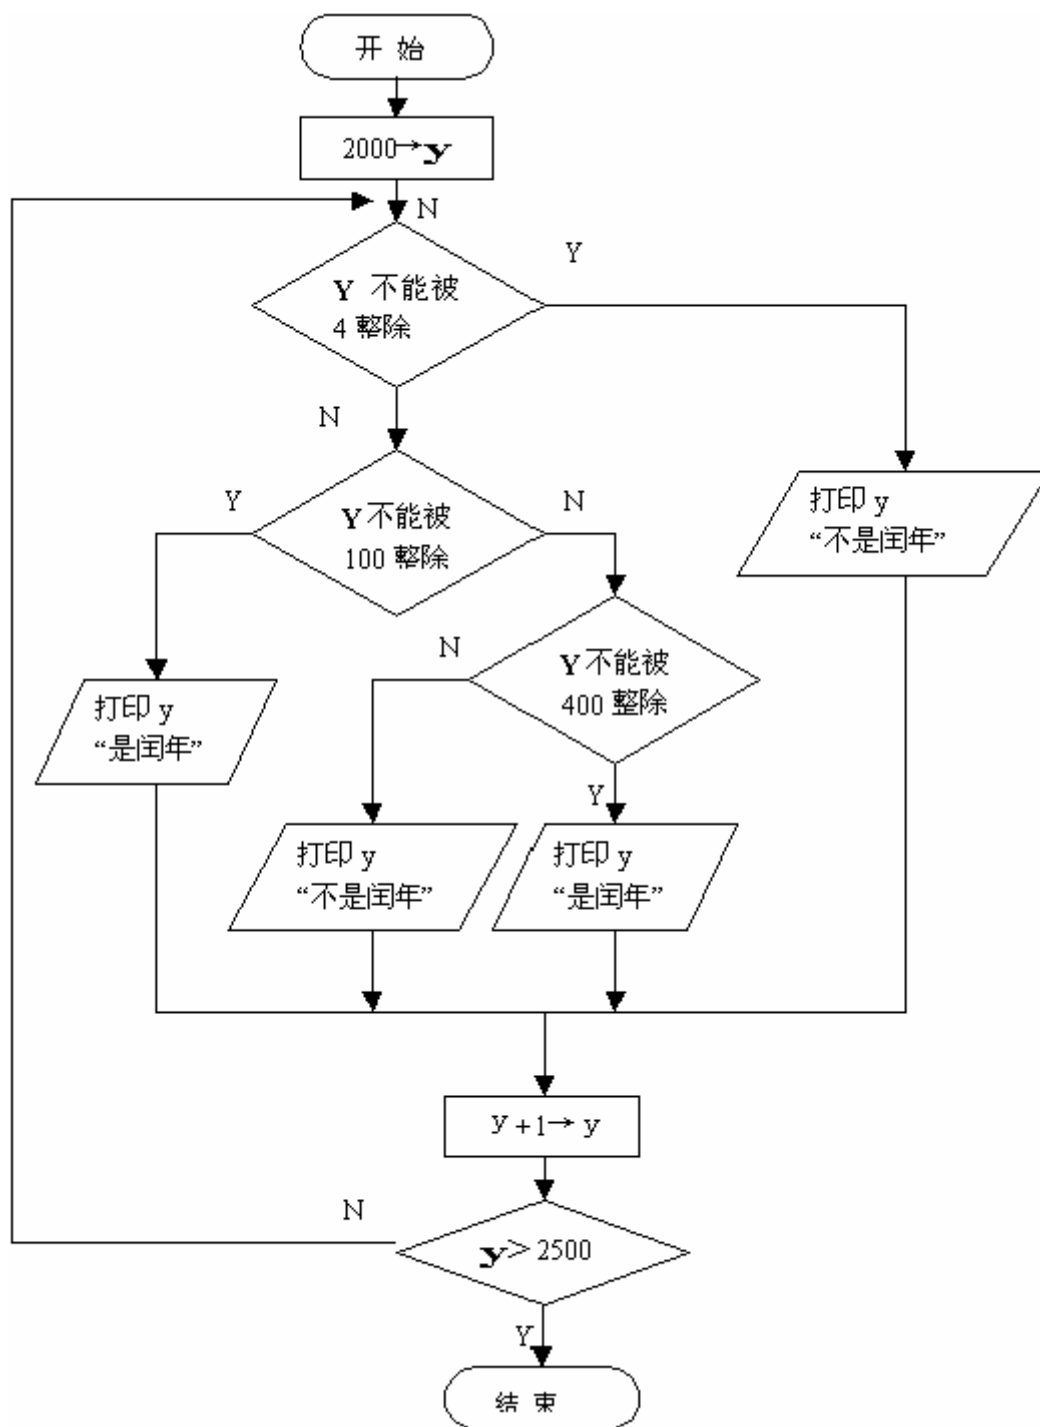 开 始
2000→y
N
Y 不能被
4 整除
Y
N
Y 不能被
100 整除
Y
N
打印 y
“不是闰年”
Y 不能被
400 整除
N
打印 y
“是闰年”
Y
打印 y
“不是闰年”
打印 y
“是闰年”
y +1→ y
N
y> 2500
Y
结 束